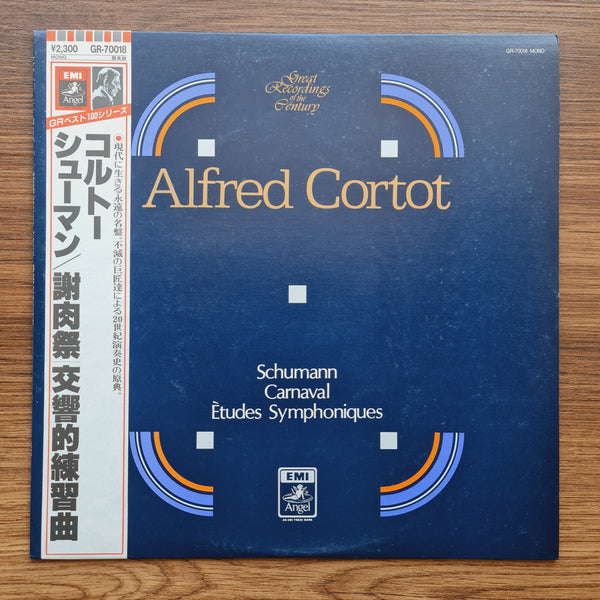 ¥2,300 GR-70018
MONO
EMI
Angel
GRベスト100シリーズ
コルトー
シューマン/謝肉祭 交響的練習曲
●現代に生きる永遠の名盤。不滅の巨匠達による20世紀演奏史の原典。
GR-70018 MONO
Great
Recordings
of the
Century
Alfred Cortot
Schumann
Carnaval
Ètudes Symphoniques
EMI
Angel